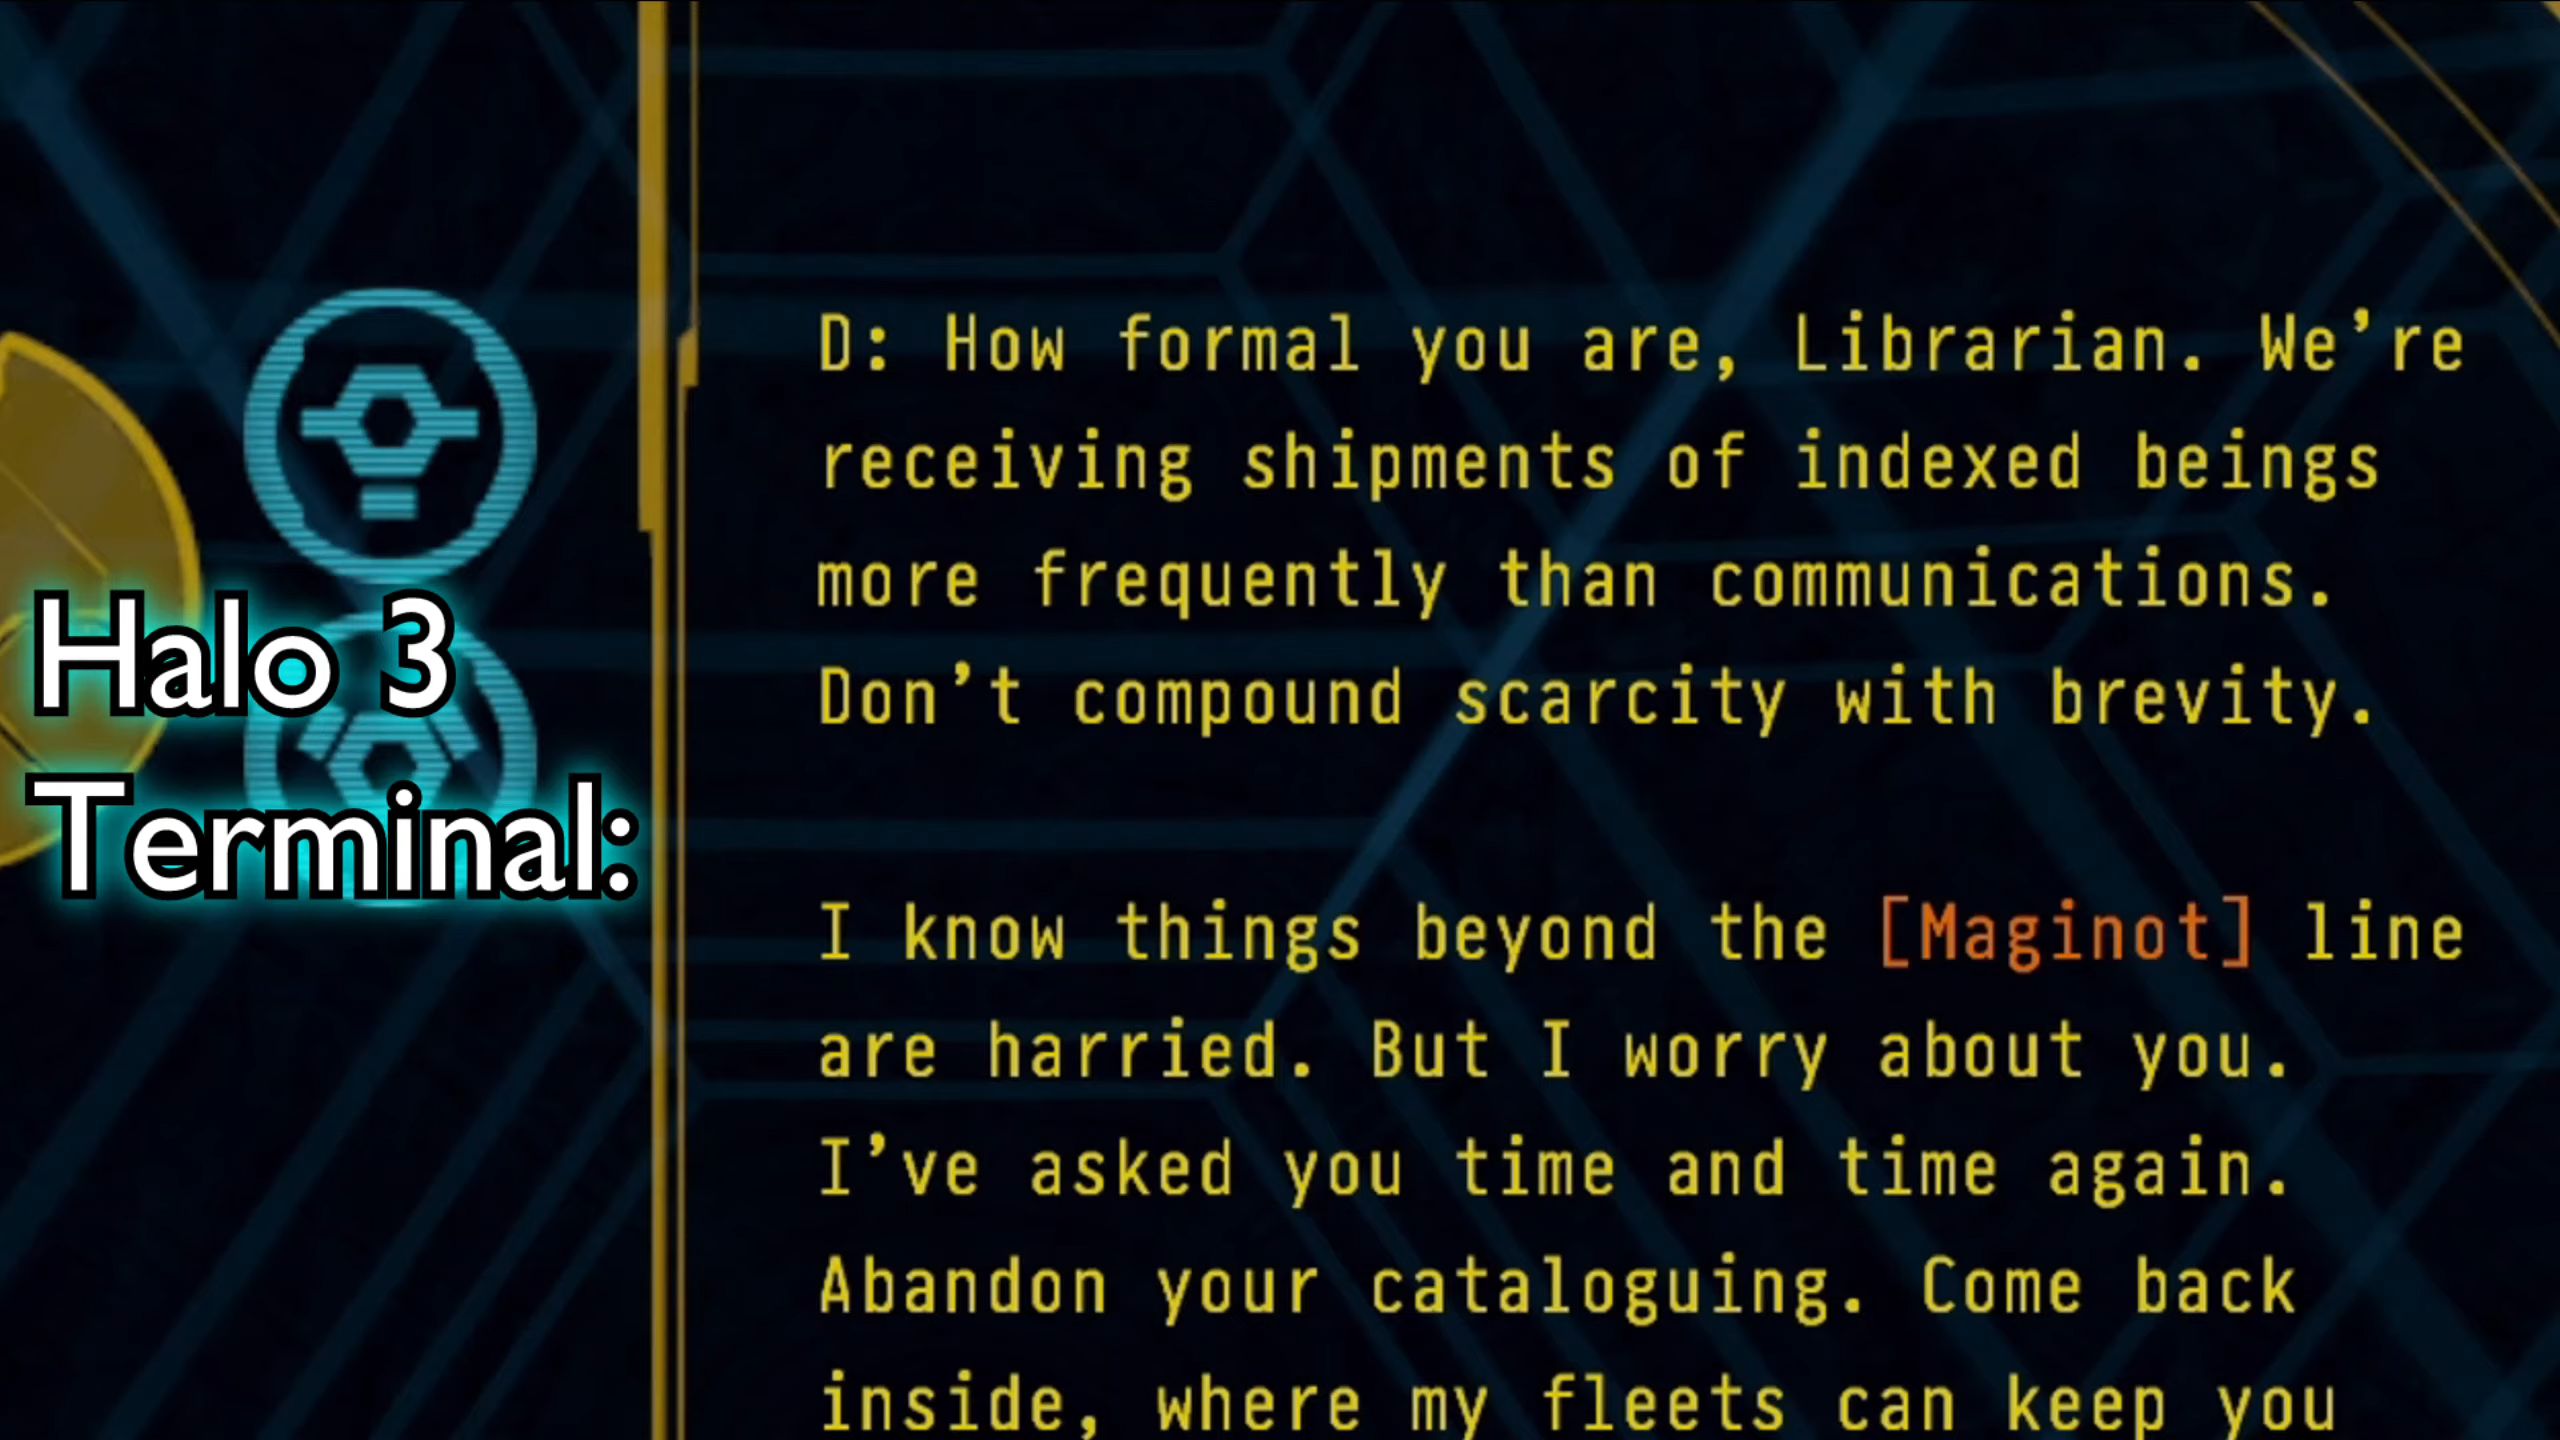 Halo 3
Terminal:
D: How formal you are, Librarian. We’re
receiving shipments of indexed beings
more frequently than communications.
Don’t compound scarcity with brevity.
I know things beyond the [Maginot] line
are harried. But I worry about you.
I’ve asked you time and time again.
Abandon your cataloguing. Come back
inside, where my fleets can keep you